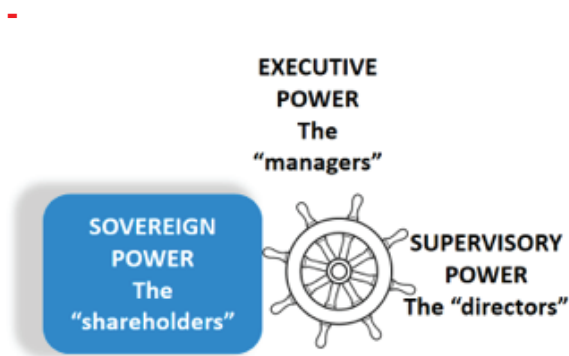 EXECUTIVE
POWER
The
“managers”
SOVEREIGN
POWER
The
“shareholders”
SUPERVISORY
POWER
The “directors”